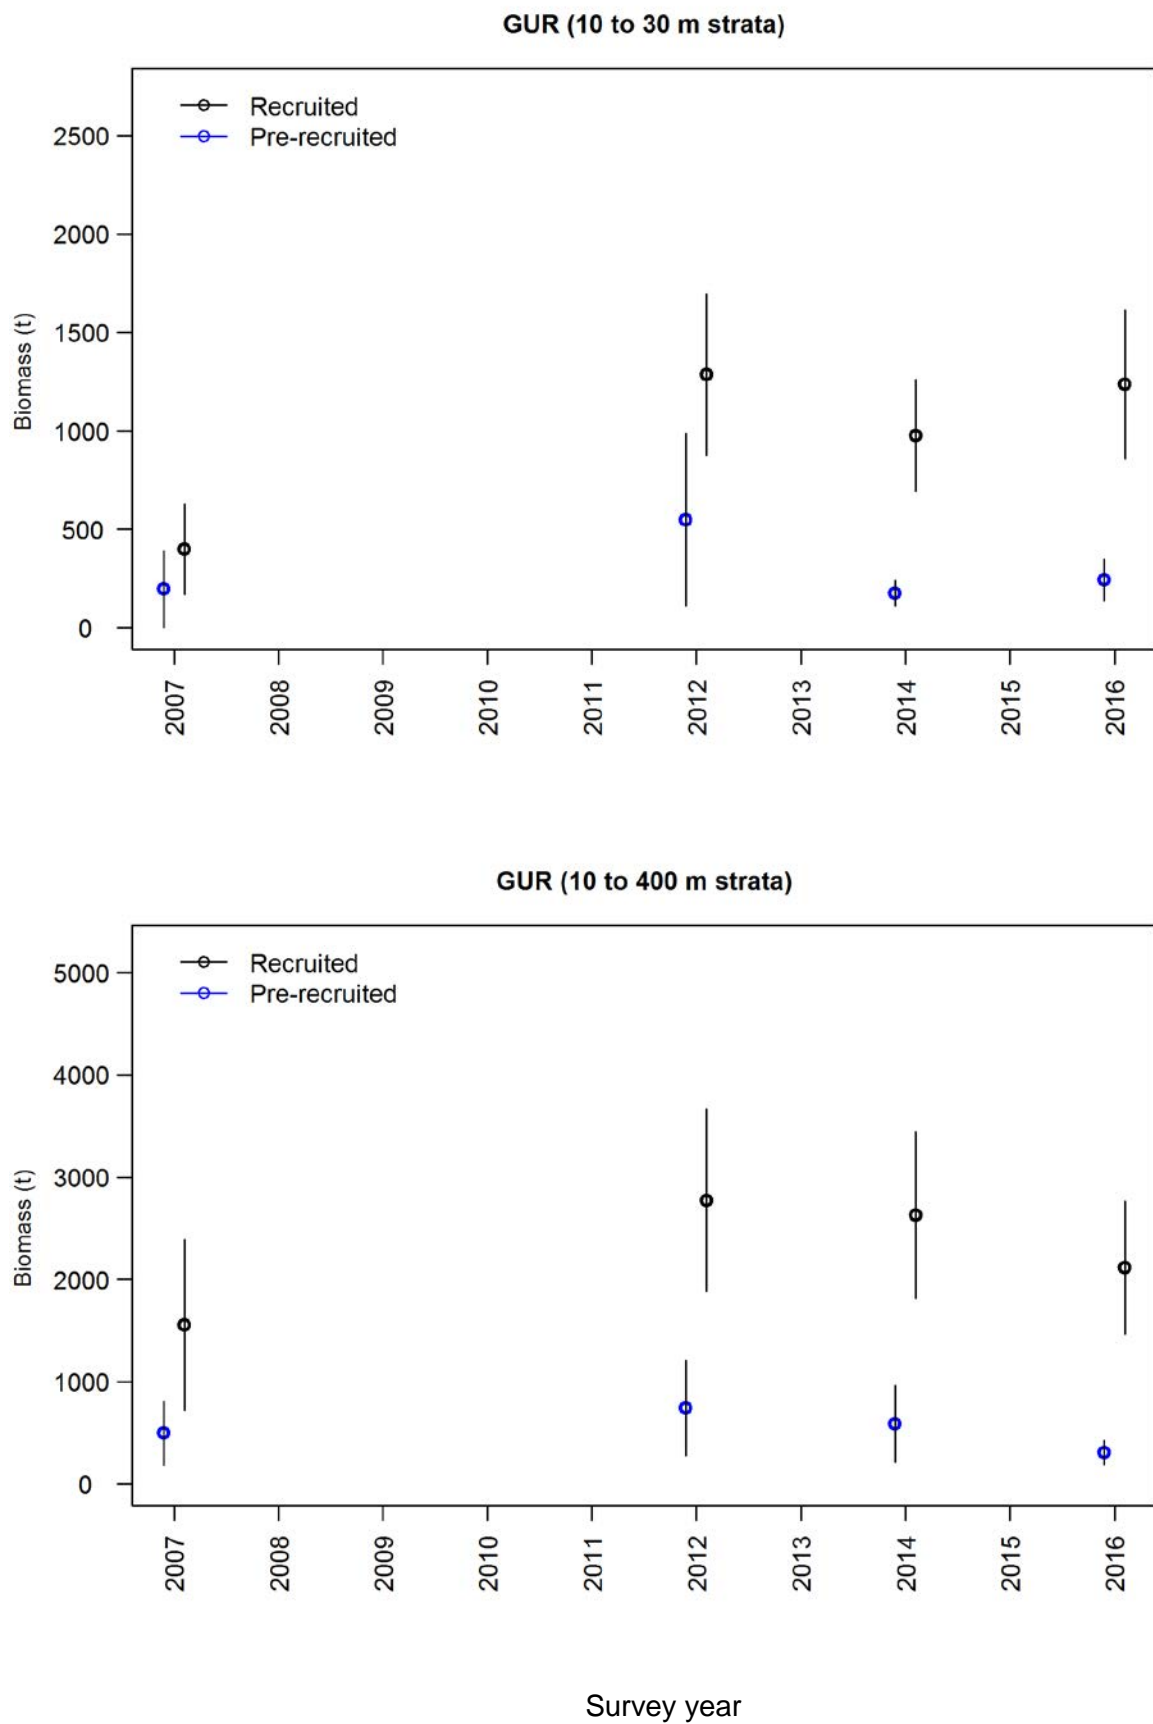 GUR (10 to 30 m strata)
Recruited
Pre-recruited
2500
2000
1500
1000
500
0
Biomass (t)
2007 2008 2009 2010 2011 2012 2013 2014 2015 2016
GUR (10 to 400 m strata)
Recruited
Pre-recruited
5000
4000
3000
2000
1000
0
Biomass (t)
2007 2008 2009 2010 2011 2012 2013 2014 2015 2016
Survey year